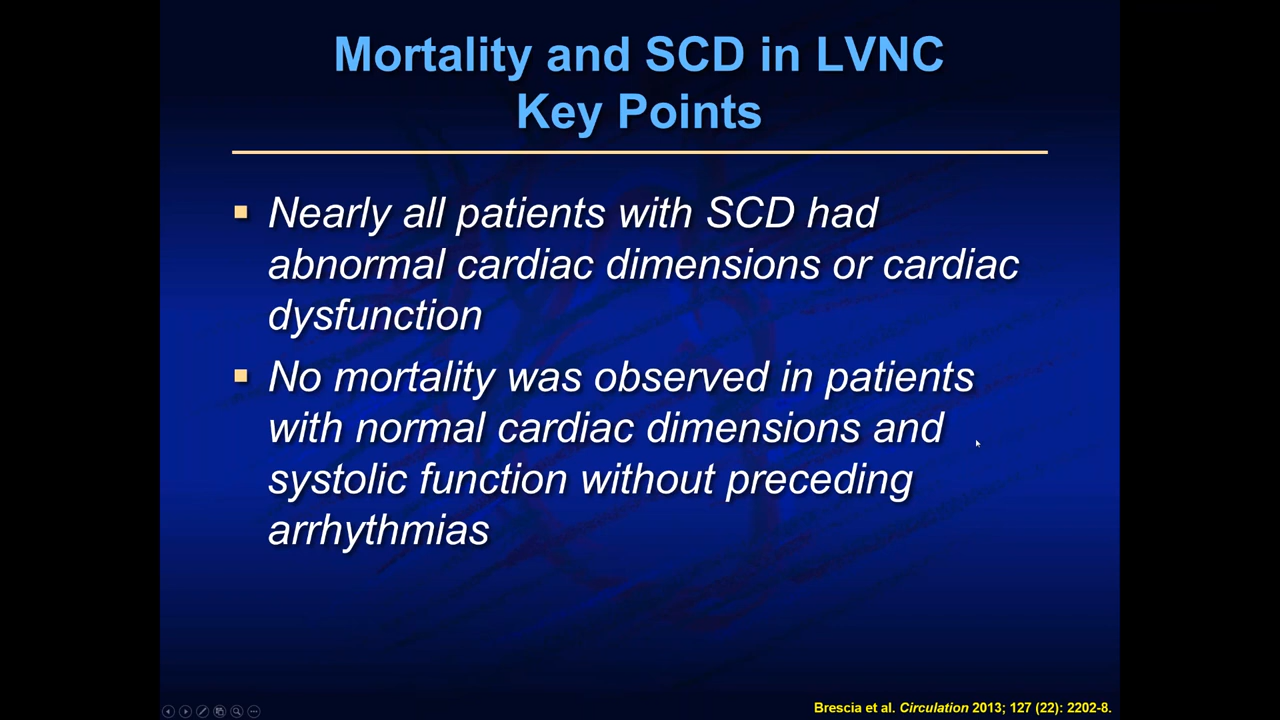 Mortality and SCD in LVNC
Key Points
Nearly all patients with SCD had
abnormal cardiac dimensions or cardiac
dysfunction
No mortality was observed in patients
with normal cardiac dimensions and
systolic function without preceding
arrhythmias
Brescia et al. Circulation 2013; 127 (22): 2202-8.